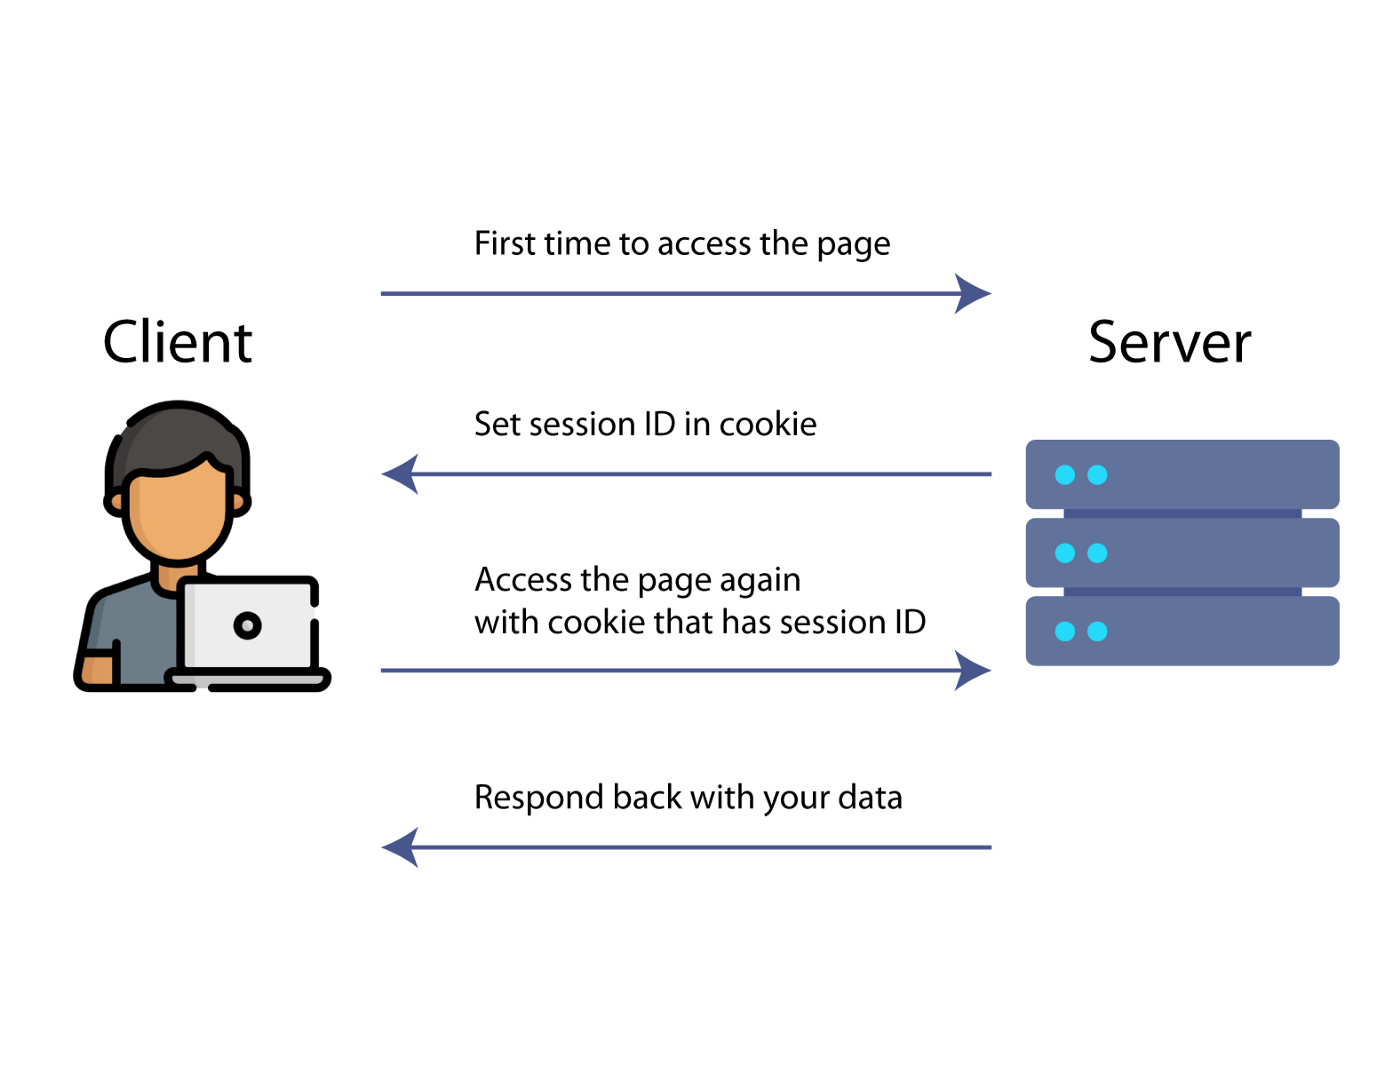 First time to access the page
Client
Server
Set session ID in cookie
Access the page again
with cookie that has session ID
Respond back with your data